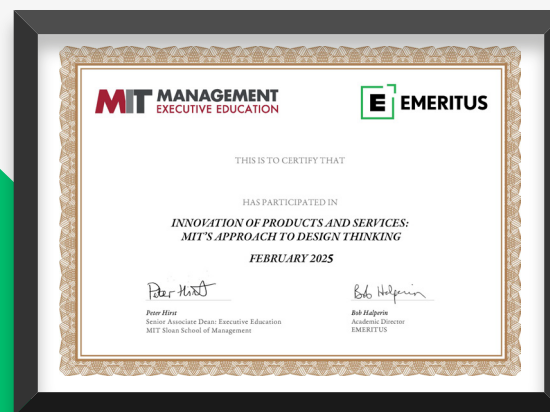 MIT MANAGEMENT
EXECUTIVE EDUCATION
E EMERITUS
THIS IS TO CERTIFY THAT
HAS PARTICIPATED IN
INNOVATION OF PRODUCTS AND SERVICES:
MIT'S APPROACH TO DESIGN THINKING
FEBRUARY 2025
Peter Hirst
Bob Halperin
Peter Hirst
Senior Associate Dean: Executive Education
MIT Sloan School of Management
Bob Halperin
Academic Director
EMERITUS